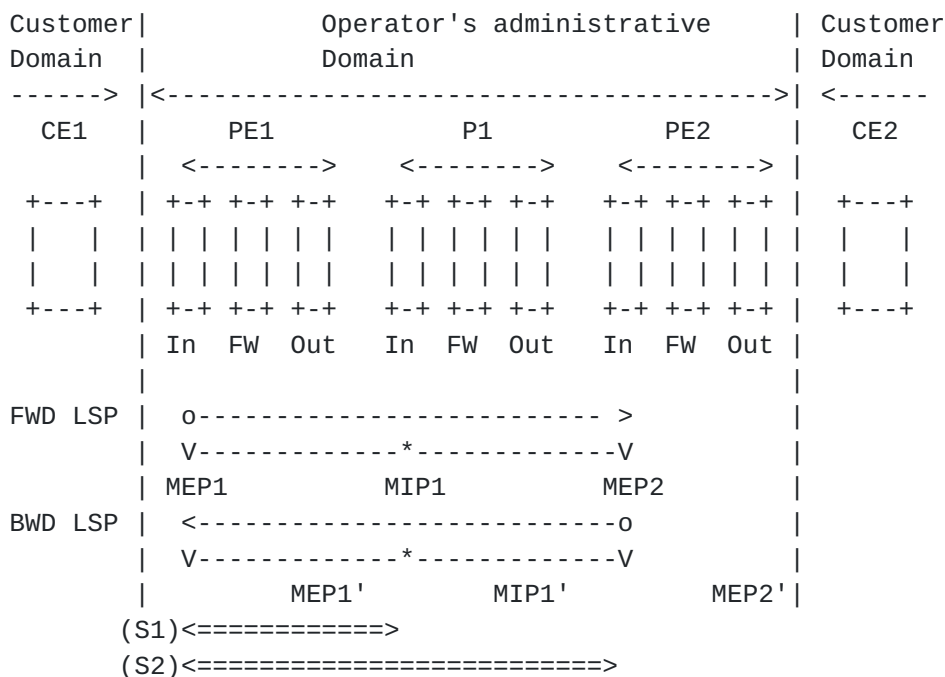 Customer|         Operator's administrative     | Customer
Domain  |         Domain                        | Domain
------> |<------------------------------------->| <------
  CE1   |     PE1            P1          PE2    |   CE2
        |  <-------->    <-------->   <-------->  |
 +---+  | +-+ +-+ +-+   +-+ +-+ +-+   +-+ +-+ +-+ |  +---+
 |   |  | | | | | | |   | | | | | |   | | | | | | |  |   |
 |   |  | | | | | | |   | | | | | |   | | | | | | |  |   |
 +---+  | +-+ +-+ +-+   +-+ +-+ +-+   +-+ +-+ +-+ |  +---+
        | In  FW  Out   In  FW  Out   In  FW  Out |
        |                                         |
FWD LSP |  o-------------------------- >          |
        |  V-------------*-------------V          |
        | MEP1          MIP1          MEP2        |
BWD LSP |  <---------------------------o          |
        |  V-------------*-------------V          |
        |         MEP1'        MIP1'         MEP2'|
       (S1)<============>
       (S2)<==========================>